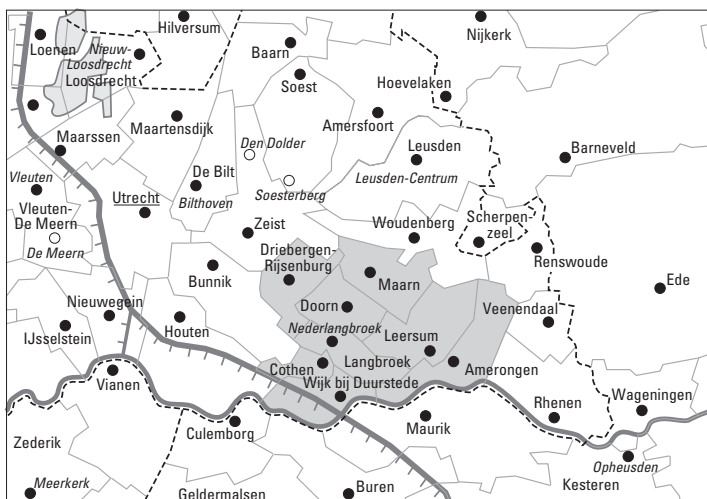 Hilversum
Nijkerk
Loenen
Nieuw-
Loosdrecht
Loosdrecht
Baarn
Soest
Hoevelaken
Maartensdijk
Amersfoort
Maarssen
Den Dolder
Leusden
Barneveld
De Bilt
Leusden-Centrum
Vleuten
Utrecht
Bilthoven
Soesterberg
Vleuten-
De Meern
Zeist
Woudenberg
Scherpen-
zeel
De Meern
Driebergen-
Rijsenburg
Renswoude
Bunnik
Maarn
Ede
Nieuwegein
Doorn
Veenendaal
IJsselstein
Houten
Nederlangbroek
Leersum
Cothen
Langbroek
Amerongen
Vianen
Wijk bij Duurstede
Wageningen
Culemborg
Maurik
Rhenen
Zederik
Opheusden
Meerkerk
Geldermalsen
Buren
Kesteren